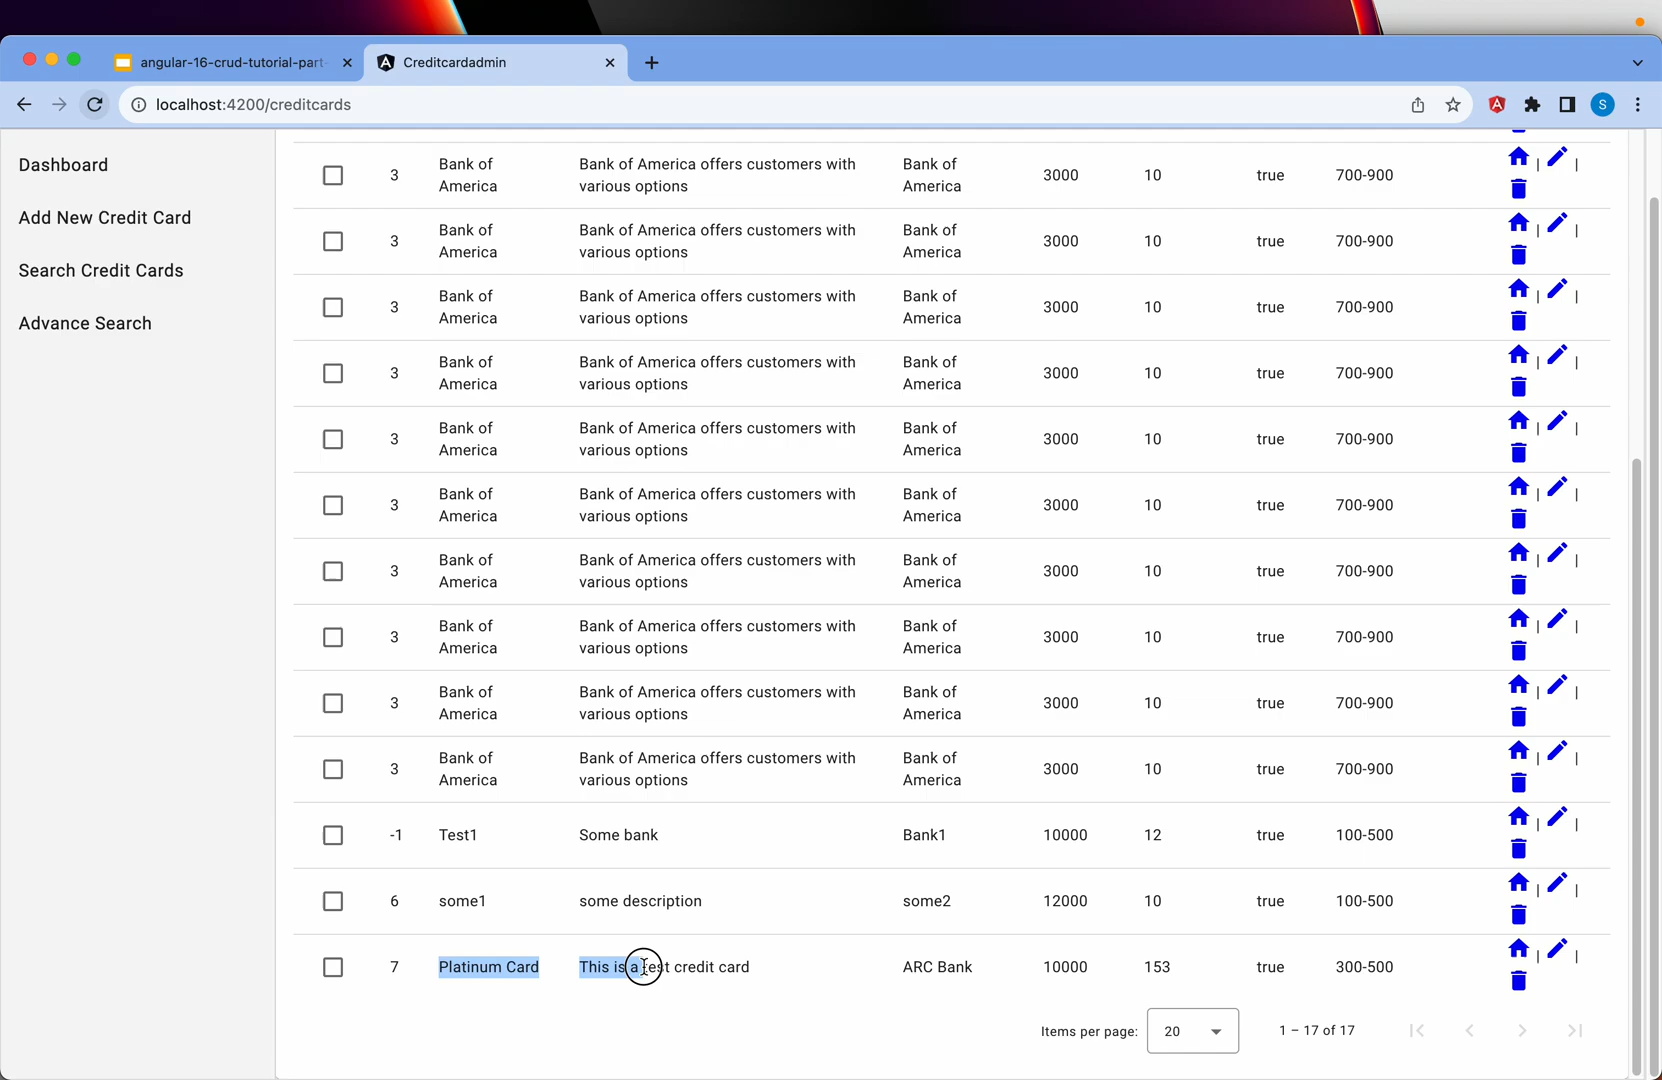 angular-16-crud-tutorial-part-
Creditcardadmin
localhost:4200/creditcards
S
Dashboard
Add New Credit Card
Search Credit Cards
Advance Search
3 Bank of America Bank of America offers customers with various options Bank of America 3000 10 true 700-900 | |
3 Bank of America Bank of America offers customers with various options Bank of America 3000 10 true 700-900 | |
3 Bank of America Bank of America offers customers with various options Bank of America 3000 10 true 700-900 | |
3 Bank of America Bank of America offers customers with various options Bank of America 3000 10 true 700-900 | |
3 Bank of America Bank of America offers customers with various options Bank of America 3000 10 true 700-900 | |
3 Bank of America Bank of America offers customers with various options Bank of America 3000 10 true 700-900 | |
3 Bank of America Bank of America offers customers with various options Bank of America 3000 10 true 700-900 | |
3 Bank of America Bank of America offers customers with various options Bank of America 3000 10 true 700-900 | |
3 Bank of America Bank of America offers customers with various options Bank of America 3000 10 true 700-900 | |
3 Bank of America Bank of America offers customers with various options Bank of America 3000 10 true 700-900 | |
-1 Test1 Some bank Bank1 10000 12 true 100-500 | |
6 some1 some description some2 12000 10 true 100-500 | |
7 Platinum Card This is a test credit card ARC Bank 10000 153 true 300-500 | |
Items per page: 20 1 – 17 of 17